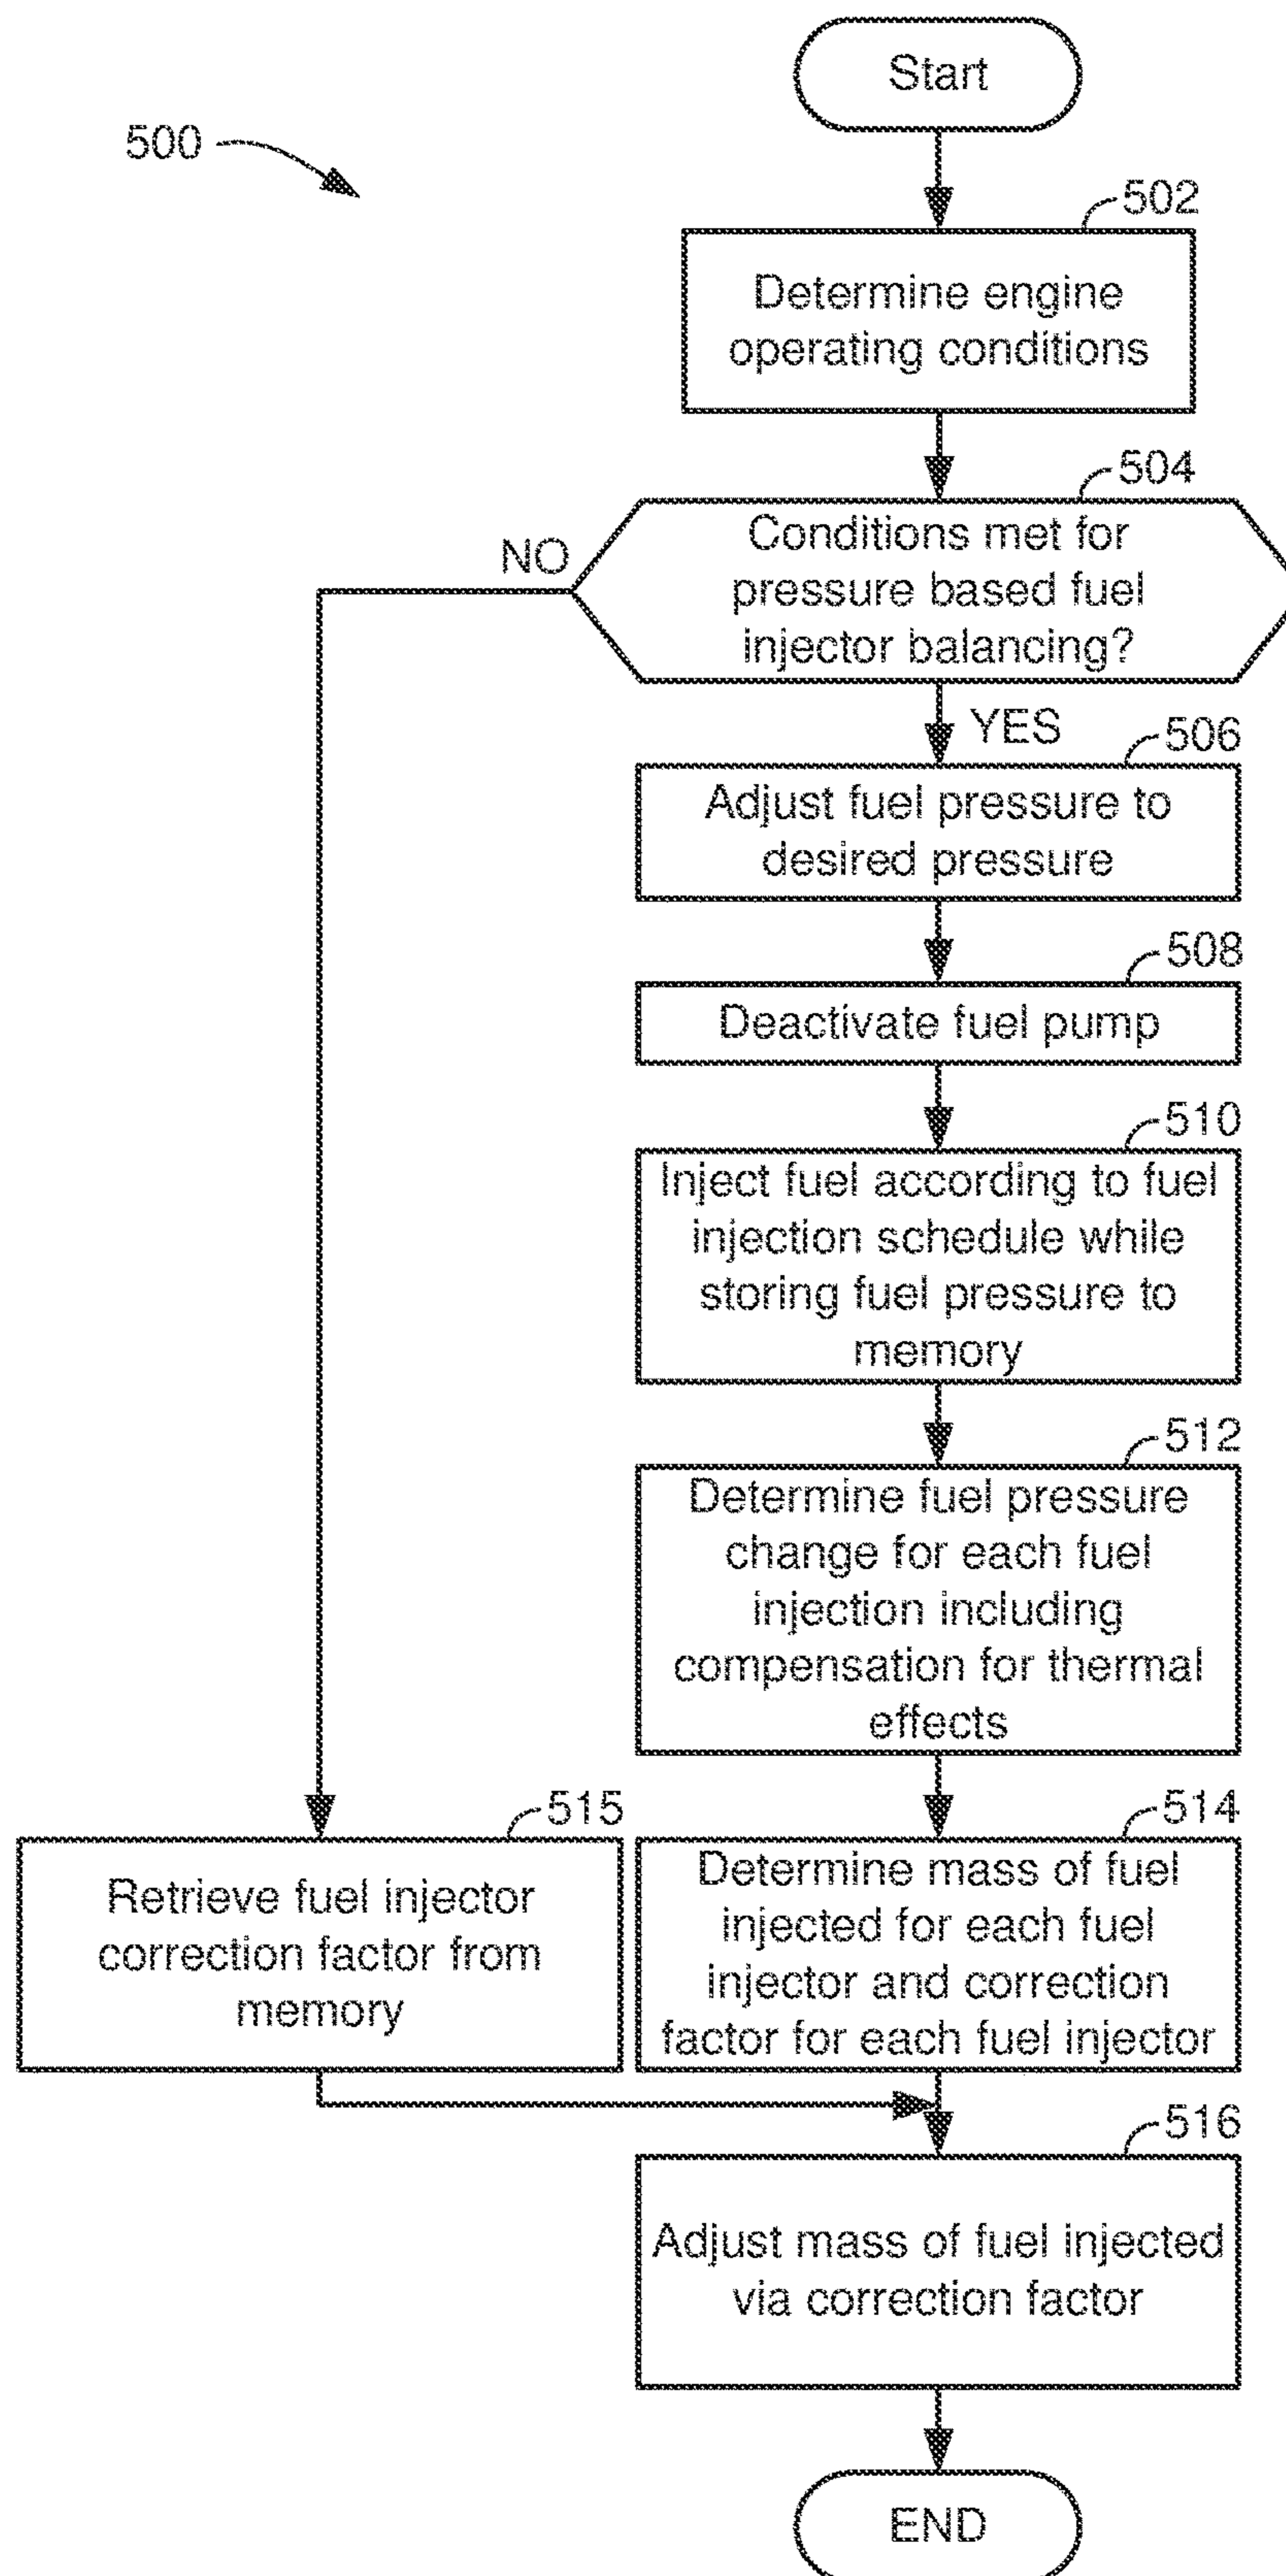 Start
500
502
Determine engine
operating conditions
504
Conditions met for
pressure based fuel
injector balancing?
NO
YES
506
Adjust fuel pressure to
desired pressure
508
Deactivate fuel pump
510
Inject fuel according to fuel
injection schedule while
storing fuel pressure to
memory
512
Determine fuel pressure
change for each fuel
injection including
compensation for thermal
effects
515
Retrieve fuel injector
correction factor from
memory
514
Determine mass of fuel
injected for each fuel
injector and correction
factor for each fuel injector
516
Adjust mass of fuel injected
via correction factor
END